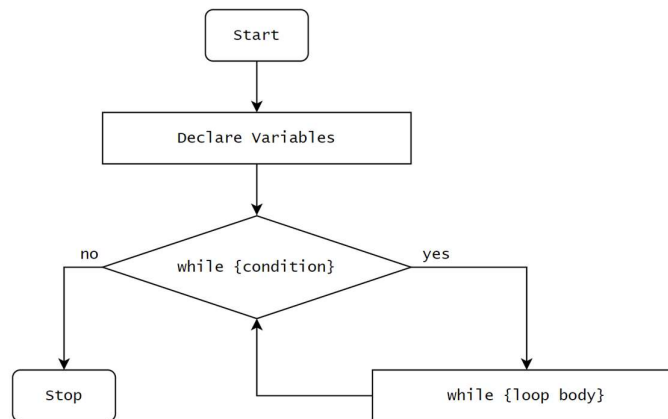 Start
Declare Variables
no
while {condition}
yes
Stop
while {loop body}